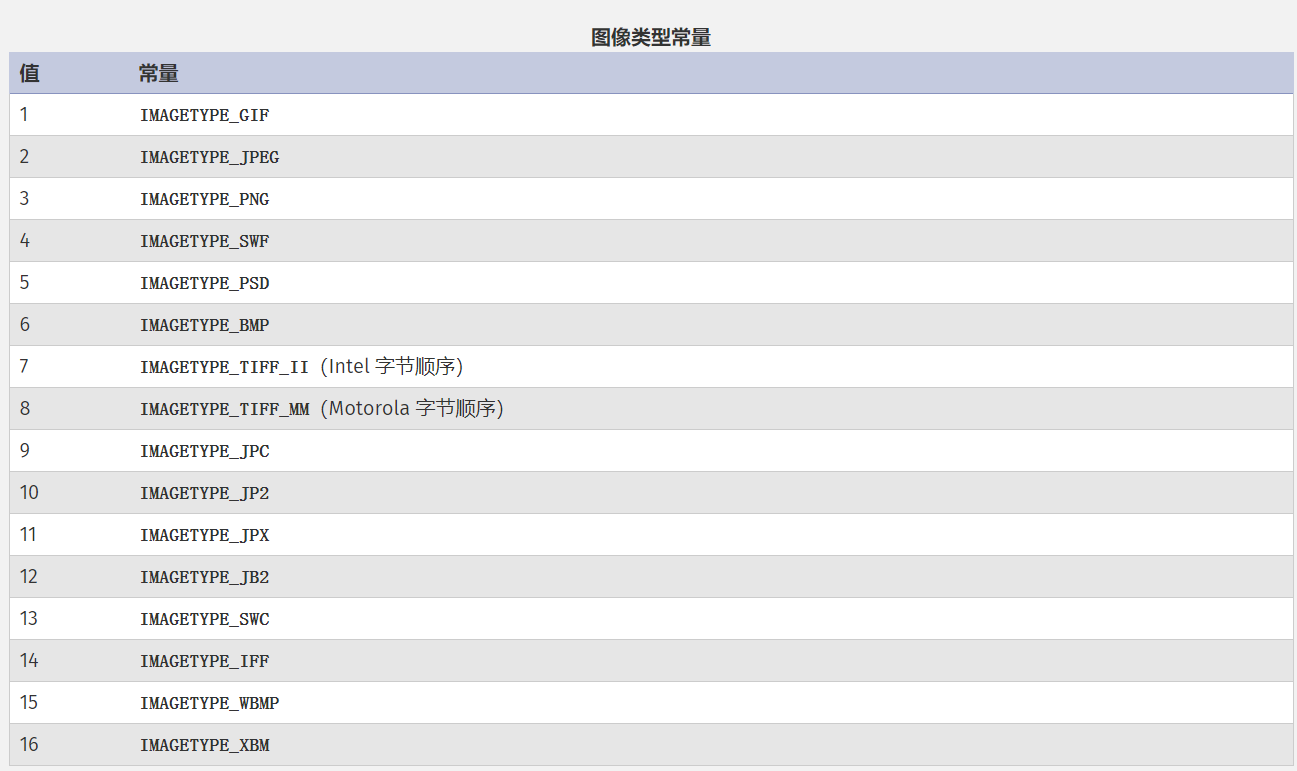 图像类型常量
值 常量
1 IMAGETYPE_GIF
2 IMAGETYPE_JPEG
3 IMAGETYPE_PNG
4 IMAGETYPE_SWF
5 IMAGETYPE_PSD
6 IMAGETYPE_BMP
7 IMAGETYPE_TIFF_II（Intel 字节顺序）
8 IMAGETYPE_TIFF_MM（Motorola 字节顺序）
9 IMAGETYPE_JPC
10 IMAGETYPE_JP2
11 IMAGETYPE_JPX
12 IMAGETYPE_JB2
13 IMAGETYPE_SWC
14 IMAGETYPE_IFF
15 IMAGETYPE_WBMP
16 IMAGETYPE_XBM